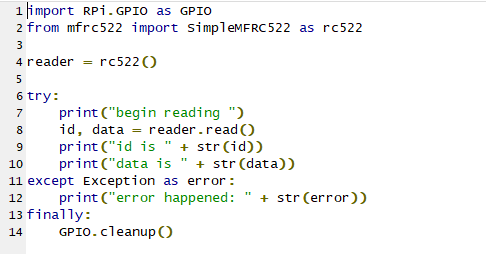 1 import RPi.GPIO as GPIO
2 from mfrc522 import SimpleMFRC522 as rc522
3
4 reader = rc522()
5
6 try:
7     print("begin reading ")
8     id, data = reader.read()
9     print("id is " + str(id))
10     print("data is " + str(data))
11 except Exception as error:
12     print("error happened: " + str(error))
13 finally:
14     GPIO.cleanup()